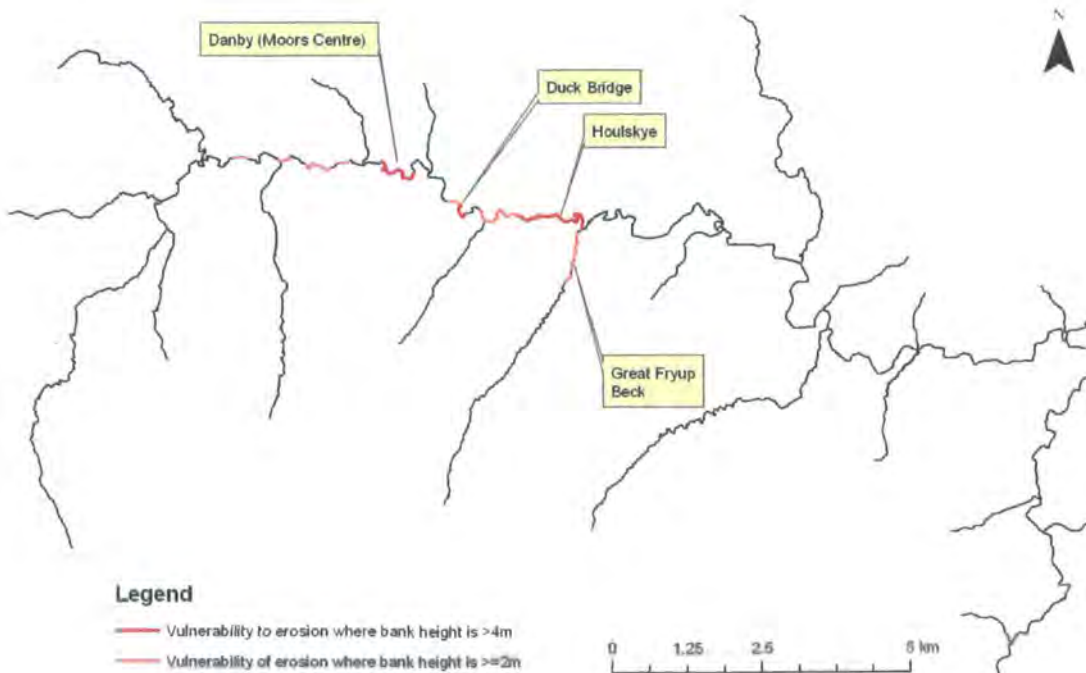 N
Danby (Moors Centre)
Duck Bridge
Houlskye
Great Fryup
Beck
Legend
Vulnerability to erosion where bank height is >4m
Vulnerability of erosion where bank height is >=2m
0 1.25 2.5 5 km